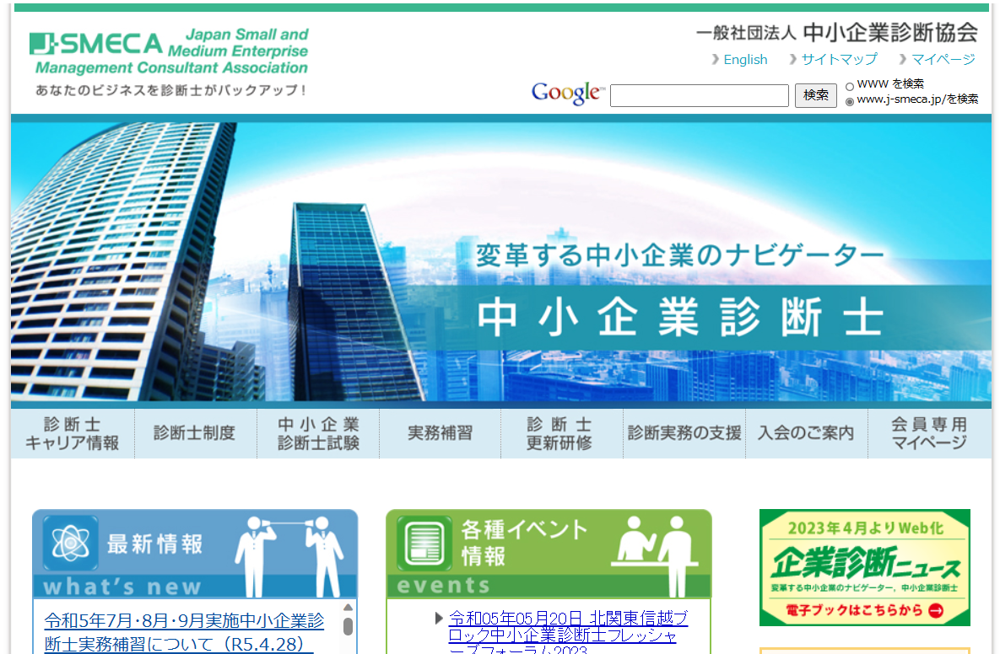 J-SMECA Japan Small and
Medium Enterprise
Management Consultant Association
あなたのビジネスを診断士がバックアップ！
一般社団法人 中小企業診断協会
English サイトマップ マイページ
Google™ 検索 WWW を検索
www.j-smeca.jp/を検索
変革する中小企業のナビゲーター
中小企業診断士
診断士
キャリア情報
診断士制度
中小企業
診断士試験
実務補習
診断士
更新研修
診断実務の支援
入会のご案内
会員専用
マイページ
最新情報
what's new
令和5年7月･8月･9月実施中小企業診
断士実務補習について（R5.4.28）
各種イベント
情報
events
令和05年05月20日 北関東信越ブ
ロック中小企業診断士フレッシャ
ーズフォーラム2023
2023年4月よりWeb化
企業診断ニュース
変革する中小企業のナビゲーター，中小企業診断士
電子ブックはこちらから